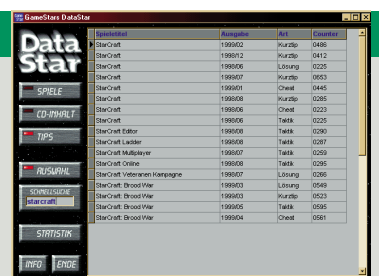 GameStars DataStar
Data
Star
SPIELE
CD-INHALT
TIPS
AUSWAHL
SCHNELLSUCHE
starcraft
STATISTIK
INFO ENDE
Spieletitel Ausgabe Art Counter
StarCraft 1999/02 Kurztip 0486
StarCraft 1998/12 Kurztip 0412
StarCraft 1998/06 Lösung 0225
StarCraft 1998/07 Kurztip 0653
StarCraft 1999/01 Cheat 0445
StarCraft 1998/08 Kurztip 0285
StarCraft 1998/06 Cheat 0223
StarCraft 1998/06 Taktik 0225
StarCraft Editor 1998/08 Taktik 0290
StarCraft Ladder 1998/08 Taktik 0287
StarCraft Multiplayer 1998/07 Taktik 0259
StarCraft Online 1998/08 Taktik 0295
StarCraft Veteranen Kampagne 1998/07 Lösung 0266
StarCraft: Brood War 1999/03 Lösung 0549
StarCraft: Brood War 1999/03 Kurztip 0523
StarCraft: Brood War 1999/05 Taktik 0595
StarCraft: Brood War 1999/04 Cheat 0561